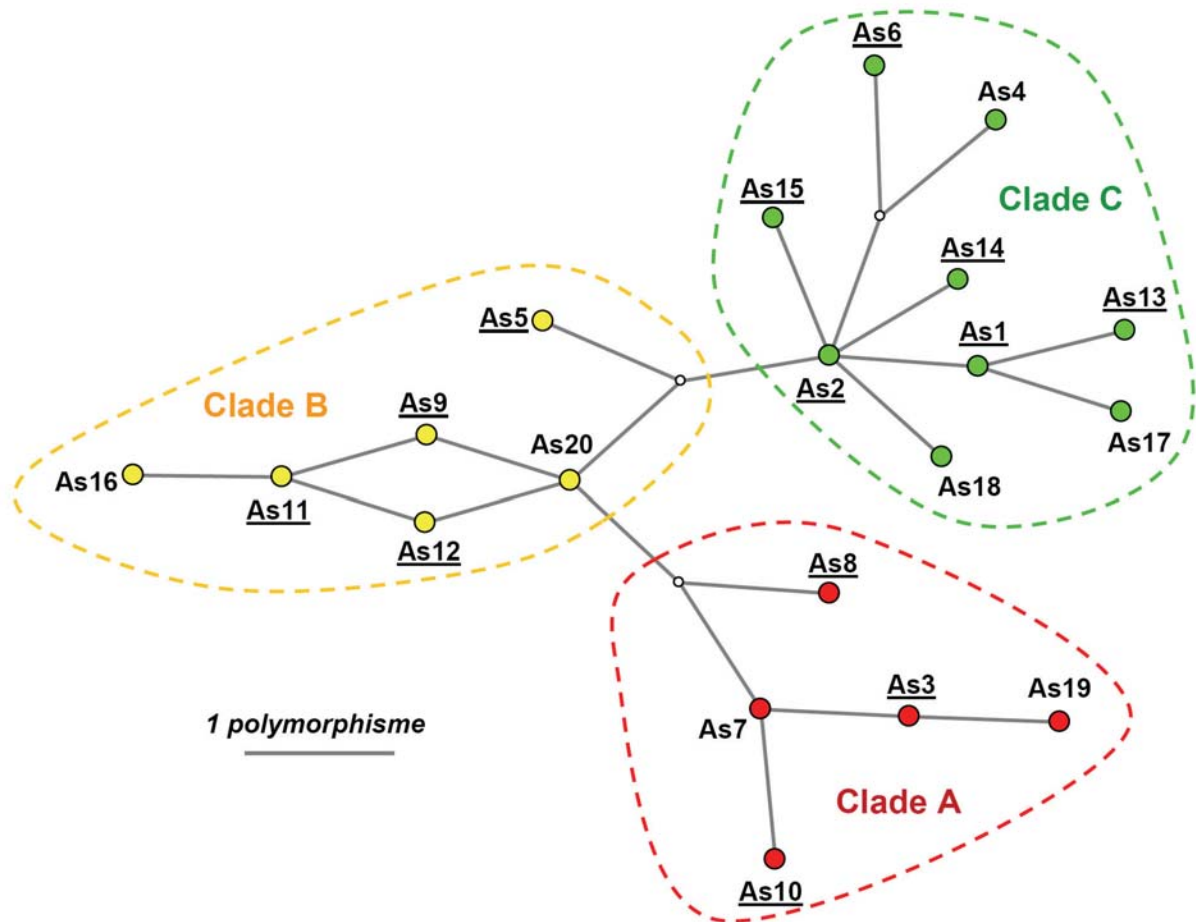 As6
As4
As15
Clade C
As14
As13
As1
As5
As2
Clade B
As9
As20
As17
As16
As11
As18
As12
As8
As3
As19
1 polymorphisme
As7
Clade A
As10